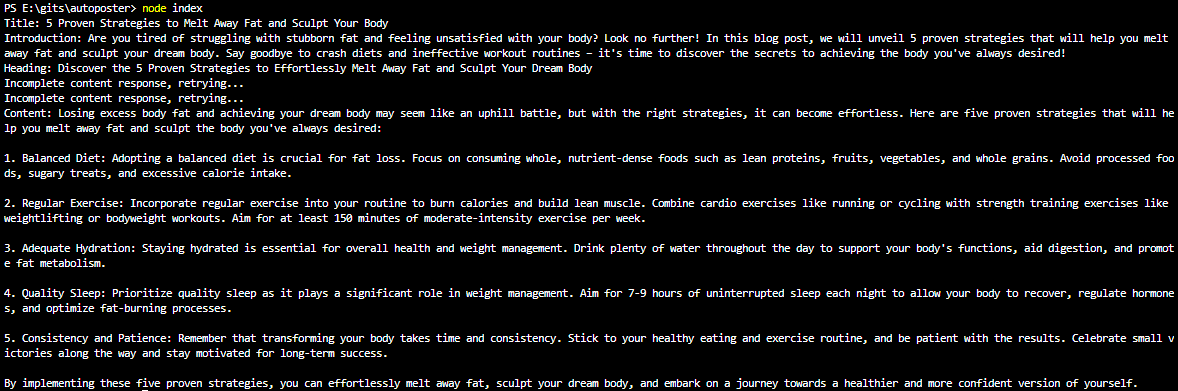 PS E:\gits\autoposter> node index
Title: 5 Proven Strategies to Melt Away Fat and Sculpt Your Body
Introduction: Are you tired of struggling with stubborn fat and feeling unsatisfied with your body? Look no further! In this blog post, we will unveil 5 proven strategies that will help you melt
away fat and sculpt your dream body. Say goodbye to crash diets and ineffective workout routines – it's time to discover the secrets to achieving the body you've always desired!
Heading: Discover the 5 Proven Strategies to Effortlessly Melt Away Fat and Sculpt Your Dream Body
Incomplete content response, retrying...
Incomplete content response, retrying...
Content: Losing excess body fat and achieving your dream body may seem like an uphill battle, but with the right strategies, it can become effortless. Here are five proven strategies that will he
lp you melt away fat and sculpt the body you've always desired:

1. Balanced Diet: Adopting a balanced diet is crucial for fat loss. Focus on consuming whole, nutrient-dense foods such as lean proteins, fruits, vegetables, and whole grains. Avoid processed foo
ds, sugary treats, and excessive calorie intake.

2. Regular Exercise: Incorporate regular exercise into your routine to burn calories and build lean muscle. Combine cardio exercises like running or cycling with strength training exercises like
weightlifting or bodyweight workouts. Aim for at least 150 minutes of moderate-intensity exercise per week.

3. Adequate Hydration: Staying hydrated is essential for overall health and weight management. Drink plenty of water throughout the day to support your body's functions, aid digestion, and promot
e fat metabolism.

4. Quality Sleep: Prioritize quality sleep as it plays a significant role in weight management. Aim for 7-9 hours of uninterrupted sleep each night to allow your body to recover, regulate hormone
s, and optimize fat-burning processes.

5. Consistency and Patience: Remember that transforming your body takes time and consistency. Stick to your healthy eating and exercise routine, and be patient with the results. Celebrate small v
ictories along the way and stay motivated for long-term success.

By implementing these five proven strategies, you can effortlessly melt away fat, sculpt your dream body, and embark on a journey towards a healthier and more confident version of yourself.